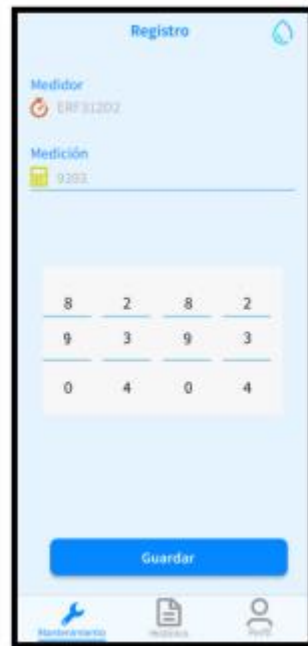 Registro
Medidor
ERF31202
Medición
9393
8 2 8 2
9 3 9 3
0 4 0 4
Guardar
Mantenimiento Perfil